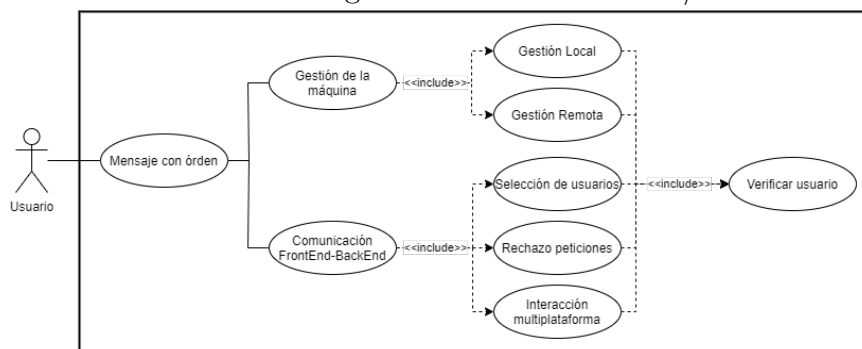 Gestión Local
Gestión de la
máquina
<<include>>
Gestión Remota
Mensaje con órden
Usuario
Selección de usuarios
<<include>>
Verificar usuario
Comunicación
FrontEnd-BackEnd
<<include>>
Rechazo peticiones
Interacción
multiplataforma